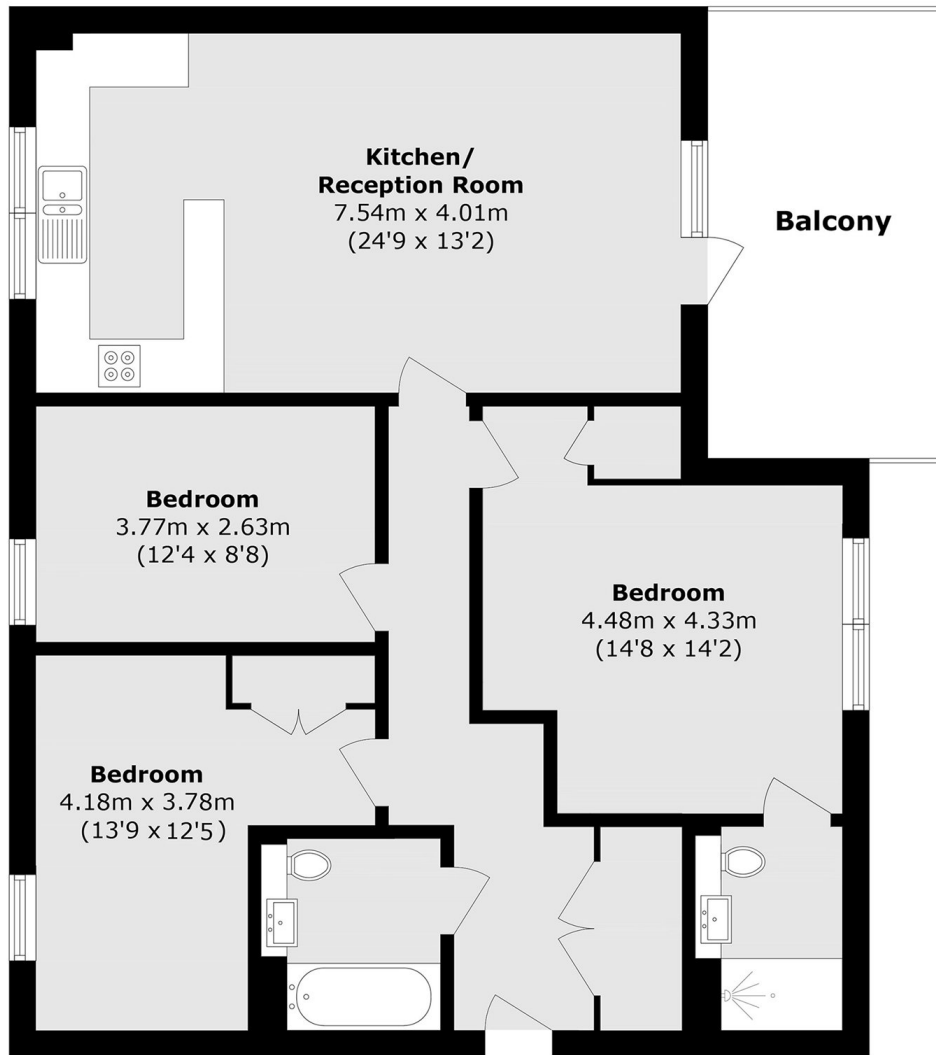 Kitchen/
Reception Room
7.54m x 4.01m
(24'9 x 13'2)
Balcony
Bedroom
3.77m x 2.63m
(12'4 x 8'8)
Bedroom
4.48m x 4.33m
(14'8 x 14'2)
Bedroom
4.18m x 3.78m
(13'9 x 12'5)